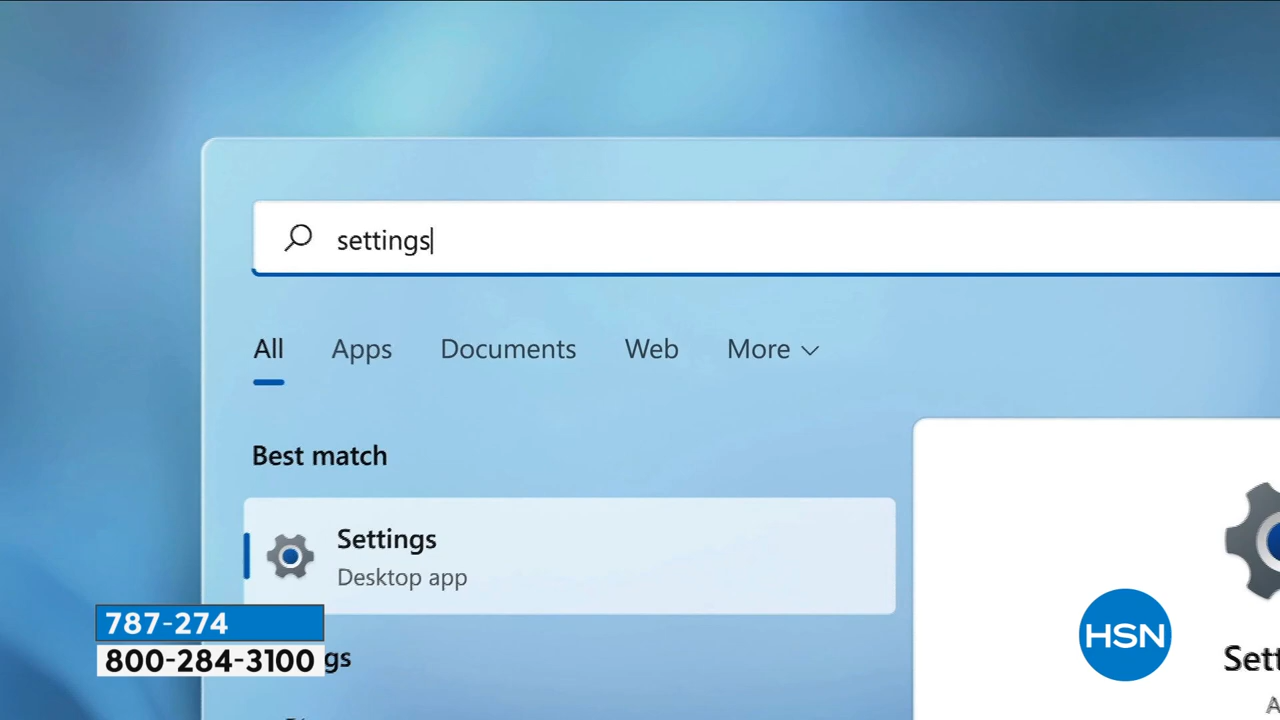 settings
All Apps Documents Web More
Best match
Settings
Desktop app
787-274
800-284-3100
gs
HSN
Sett
A